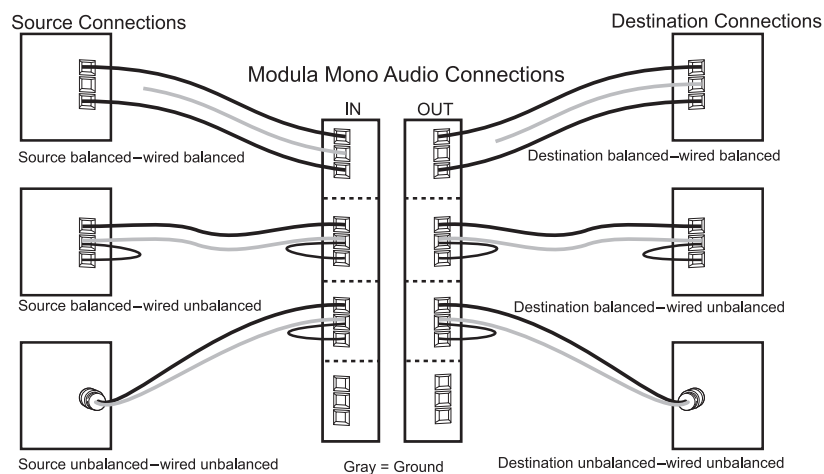 Source Connections
Destination Connections
Modula Mono Audio Connections
IN
OUT
Source balanced–wired balanced
Destination balanced–wired balanced
Source balanced–wired unbalanced
Destination balanced–wired unbalanced
Source unbalanced–wired unbalanced
Gray = Ground
Destination unbalanced–wired unbalanced